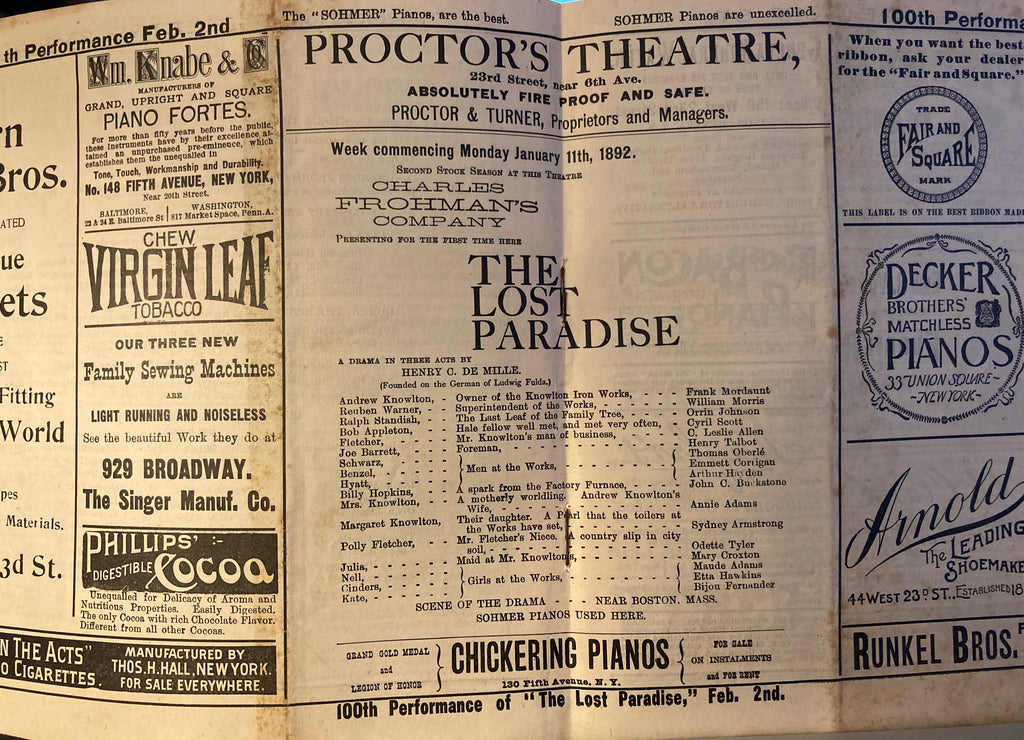 th Performance Feb. 2nd
rn
Bros.
ATED
ue
ets
E
ST
Fitting
World
pes
Materials.
3d St.
Wm. Knabe & Co
MANUFACTURERS OF
GRAND, UPRIGHT AND SQUARE
PIANO FORTES.
For more than fifty years before the public,
these instruments have by their excellence at-
tained an unpurchased pre-eminence, which
establishes them the unequalled in
Tone, Touch, Workmanship and Durability.
No. 148 FIFTH AVENUE, NEW YORK,
Near 20th Street.
BALTIMORE, WASHINGTON,
22 & 24 E. Baltimore St 817 Market Space, Penn. A.
CHEW
VIRGIN LEAF
TOBACCO
OUR THREE NEW
Family Sewing Machines
ARE
LIGHT RUNNING AND NOISELESS
See the beautiful Work they do at
929 BROADWAY.
The Singer Manuf. Co.
PHILLIPS'
DIGESTIBLE Cocoa
Unequalled for Delicacy of Aroma and
Nutritious Properties. Easily Digested.
The only Cocoa with rich Chocolate Flavor.
Different from all other Cocoas.
N THE ACTS"
O CIGARETTES.
MANUFACTURED BY
THOS. H. HALL, NEW YORK.
FOR SALE EVERYWHERE.
The "SOHMER" Pianos, are the best. SOHMER Pianos are unexcelled.
PROCTOR'S THEATRE,
23rd Street, near 6th Ave.
ABSOLUTELY FIRE PROOF AND SAFE.
PROCTOR & TURNER, Proprietors and Managers.
Week commencing Monday January 11th, 1892.
SECOND STOCK SEASON AT THIS THEATRE
CHARLES
FROHMAN'S
COMPANY
PRESENTING FOR THE FIRST TIME HERE
THE
LOST
PARADISE
A DRAMA IN THREE ACTS BY
HENRY C. DE MILLE.
(Founded on the German of Ludwig Fulda.)
Andrew Knowlton, - Owner of the Knowlton Iron Works, - - - - Frank Mordaunt
Reuben Warner, - - Superintendent of the Works, - - - - William Morris
Ralph Standish, - - The Last Leaf of the Family Tree, - - - Orrin Johnson
Bob Appleton, - - Hale fellow well met, and met very often, - - Cyril Scott
Fletcher, - - - Mr. Knowlton's man of business, - - - - C. Leslie Allen
Joe Barrett, - - - Foreman, - - - - - - - Henry Talbot
Schwarz, - - - Thomas Oberlé
Benzel, - - - Men at the Works, - - - - Emmett Corrigan
Hyatt, - - - Arthur Hayden
Billy Hopkins, - - A spark from the Factory Furnace, - - - John C. Buckstone
Mrs. Knowlton, - - A motherly worldling. Andrew Knowlton's
Wife, - - - - - - - Annie Adams
Margaret Knowlton, Their daughter. A Pearl that the toilers at
the Works have set, - - - - - Sydney Armstrong
Polly Fletcher, - - Mr. Fletcher's Niece. A country slip in city
soil, - - - - - - - Odette Tyler
Julia, - - - - Maid at Mr. Knowlton's, - - - - - Mary Croxton
Nell, - - - - Maude Adams
Cinders, - - - Girls at the Works, - - - - Etta Hawkins
Kate, - - - - Bijou Fernandez
SCENE OF THE DRAMA - - NEAR BOSTON, MASS.
SOHMER PIANOS USED HERE.
GRAND GOLD MEDAL
and
LEGION OF HONOR
CHICKERING PIANOS
130 Fifth Avenue, N. Y.
FOR SALE
ON INSTALMENTS
and FOR RENT
100th Performance of "The Lost Paradise," Feb. 2nd.
100th Performa
When you want the best
ribbon, ask your dealer
for the "Fair and Square."
TRADE
FAIR AND
SQUARE
MARK
THIS LABEL IS ON THE BEST RIBBON MADE
DECKER
BROTHERS'
MATCHLESS
PIANOS
33 UNION SQUARE
NEW YORK
Arnold
The LEADING
SHOEMAKE
44 WEST 23D ST., ESTABLISHED 18
RUNKEL BROS.